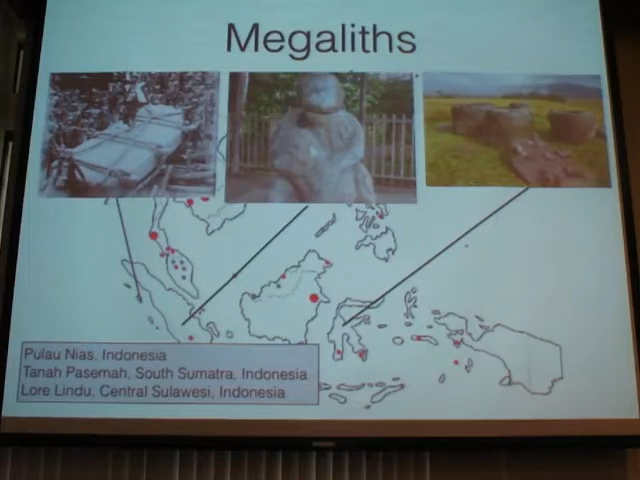 Megaliths
Pulau Nias, Indonesia
Tanah Pasemah, South Sumatra, Indonesia
Lore Lindu, Central Sulawesi, Indonesia